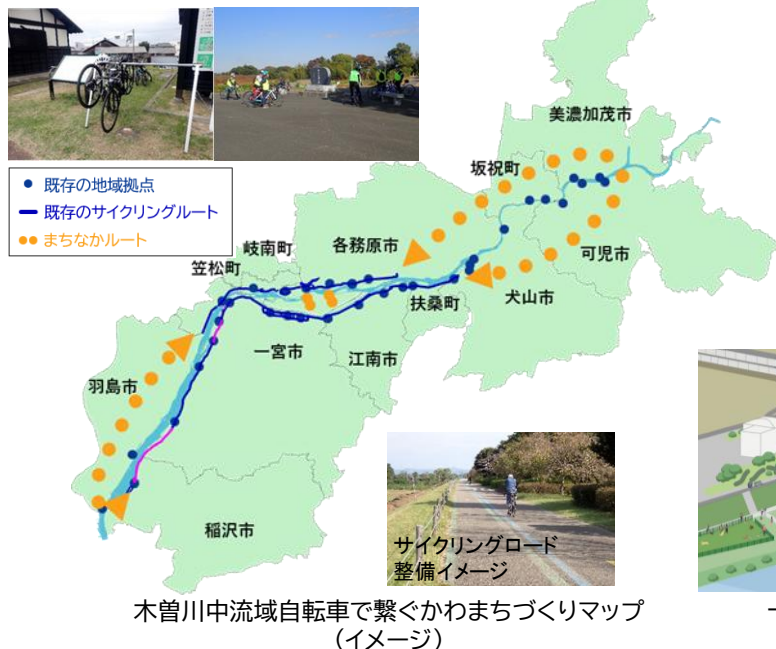 美濃加茂市
坂祝町
既存の地域拠点
既存のサイクリングルート
まちなかルート
岐南町
各務原市
可児市
笠松町
犬山市
扶桑町
一宮市
江南市
羽島市
稲沢市
サイクリングロード
整備イメージ
木曽川中流域自転車で繋ぐかわまちづくりマップ
（イメージ）